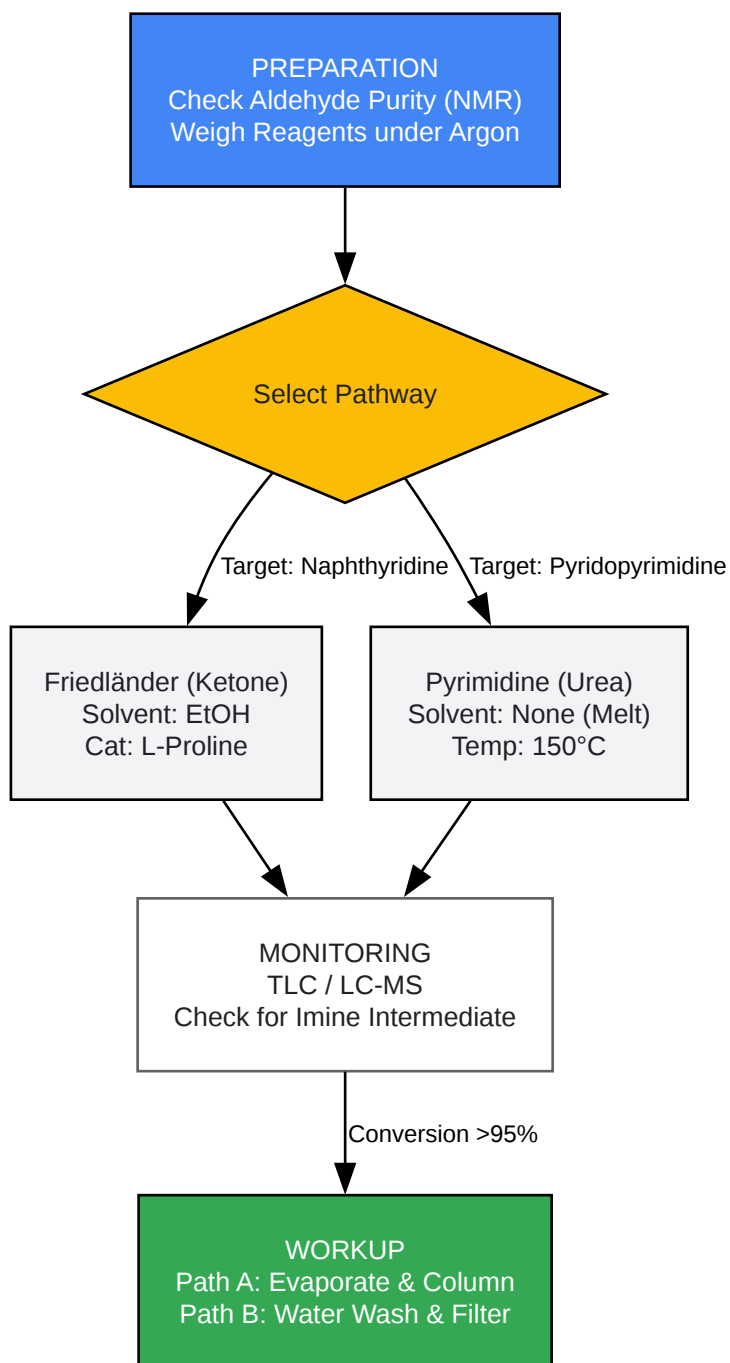 PREPARATION
Check Aldehyde Purity (NMR)
Weigh Reagents under Argon
Select Pathway
Target: Naphthyridine
Target: Pyridopyrimidine
Friedländer (Ketone)
Solvent: EtOH
Cat: L-Proline
Pyrimidine (Urea)
Solvent: None (Melt)
Temp: 150°C
MONITORING
TLC / LC-MS
Check for Imine Intermediate
Conversion >95%
WORKUP
Path A: Evaporate & Column
Path B: Water Wash & Filter